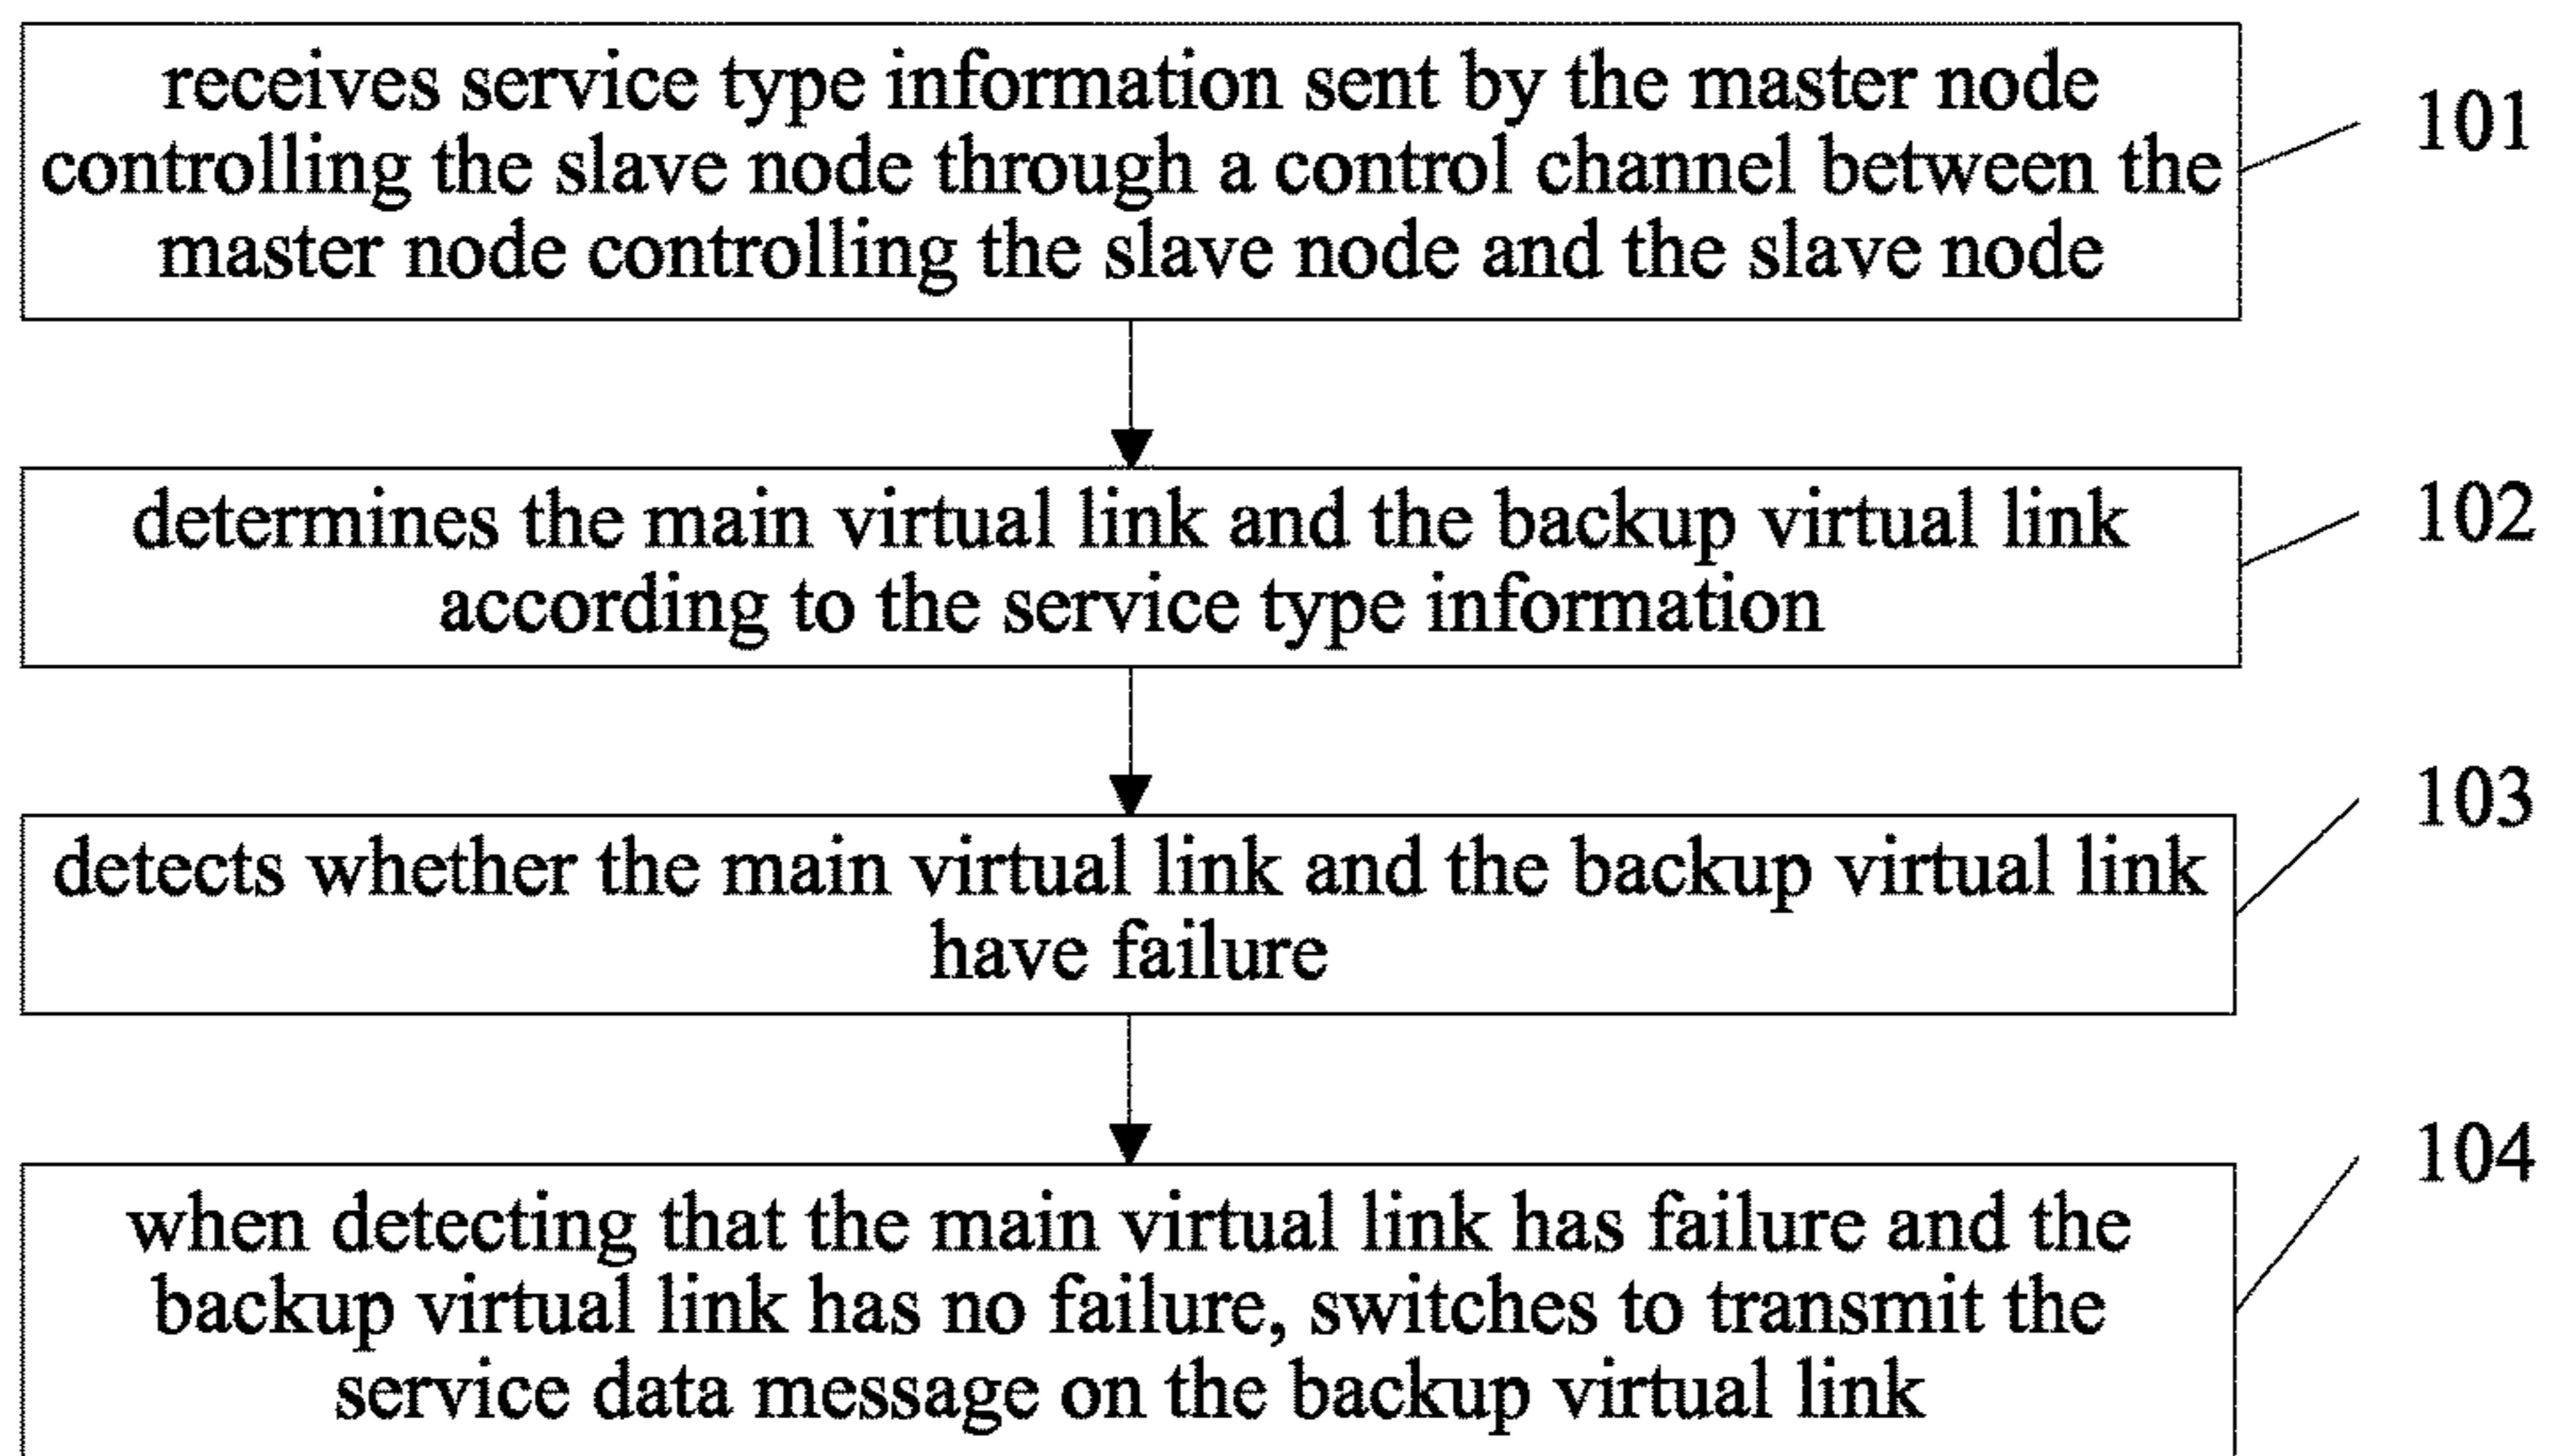 receives service type information sent by the master node
controlling the slave node through a control channel between the
master node controlling the slave node and the slave node
101
determines the main virtual link and the backup virtual link
according to the service type information
102
detects whether the main virtual link and the backup virtual link
have failure
103
when detecting that the main virtual link has failure and the
backup virtual link has no failure, switches to transmit the
service data message on the backup virtual link
104